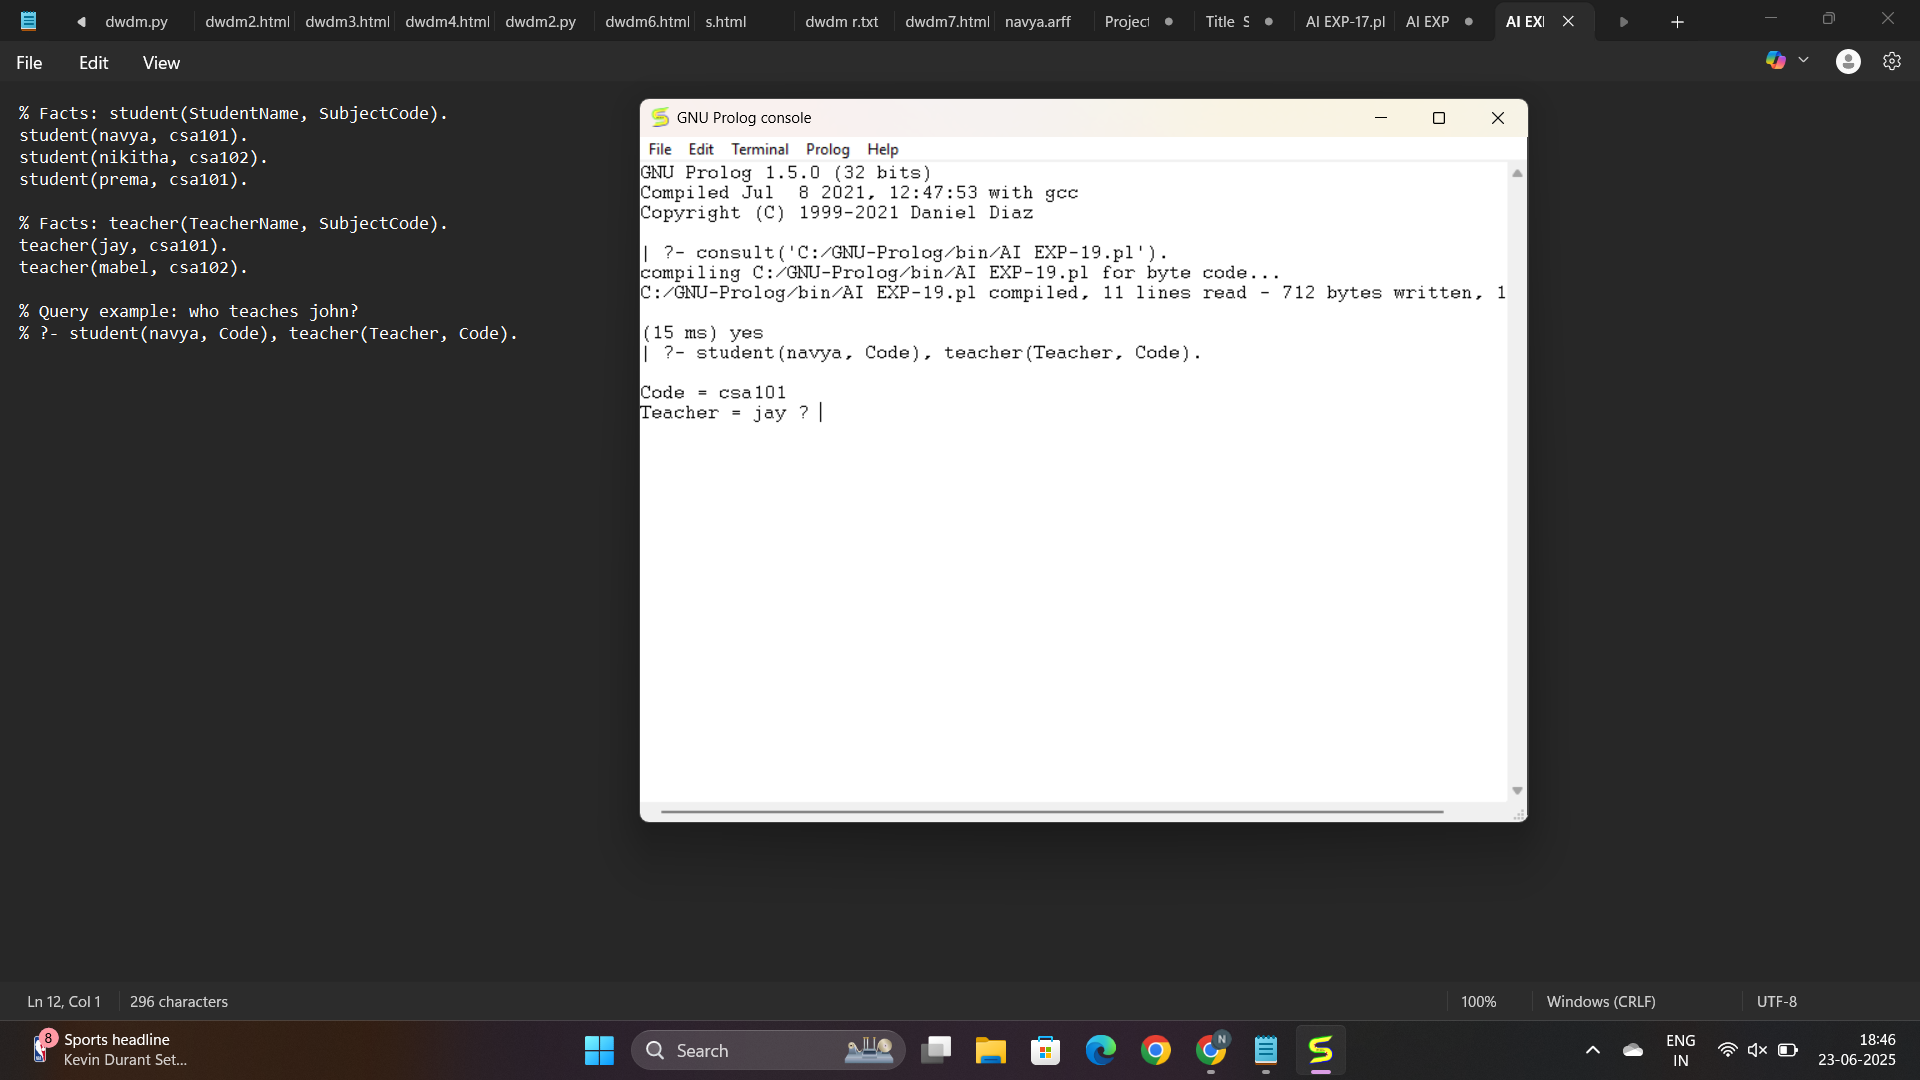 dwdm.py
dwdm2.html
dwdm3.html
dwdm4.html
dwdm2.py
dwdm6.html
s.html
dwdm r.txt
dwdm7.html
navya.arff
Project
Title S
AI EXP-17.pl
AI EXP
AI EX
File Edit View
% Facts: student(StudentName, SubjectCode).
student(navya, csa101).
student(nikitha, csa102).
student(prema, csa101).
% Facts: teacher(TeacherName, SubjectCode).
teacher(jay, csa101).
teacher(mabel, csa102).
% Query example: who teaches john?
% ?- student(navya, Code), teacher(Teacher, Code).
GNU Prolog console
File Edit Terminal Prolog Help
GNU Prolog 1.5.0 (32 bits)
Compiled Jul  8 2021, 12:47:53 with gcc
Copyright (C) 1999-2021 Daniel Diaz
| ?- consult('C:/GNU-Prolog/bin/AI EXP-19.pl').
compiling C:/GNU-Prolog/bin/AI EXP-19.pl for byte code...
C:/GNU-Prolog/bin/AI EXP-19.pl compiled, 11 lines read - 712 bytes written, 1
(15 ms) yes
| ?- student(navya, Code), teacher(Teacher, Code).
Code = csa101
Teacher = jay ?
Ln 12, Col 1
296 characters
100%
Windows (CRLF)
UTF-8
8
Sports headline
Kevin Durant Set...
Search
N
ENG
IN
18:46
23-06-2025